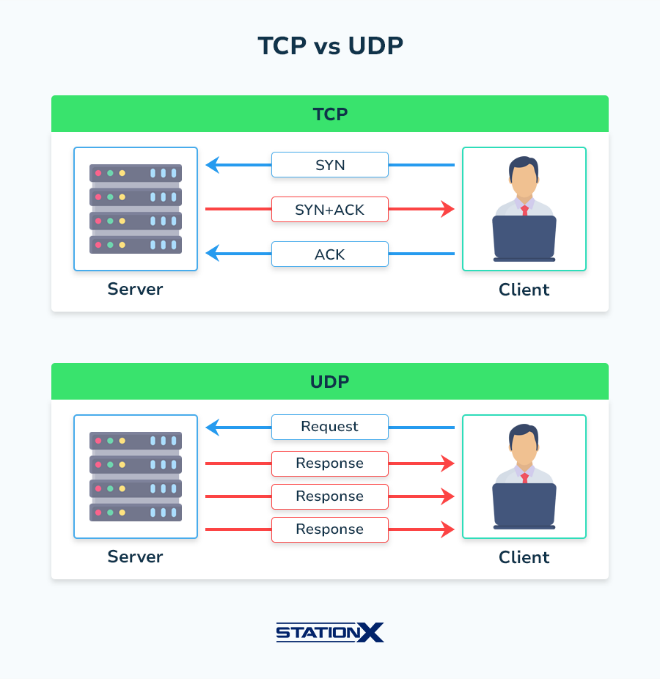 TCP vs UDP
TCP
SYN
SYN+ACK
ACK
Server
Client
UDP
Request
Response
Response
Response
Server
Client
STATIONX